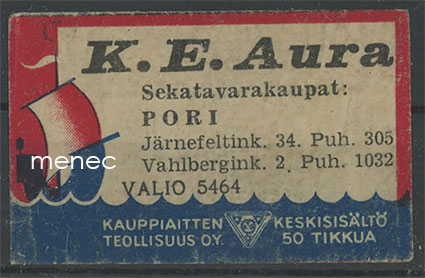 K. E. Aura
Sekatavarakaupat:
PORI
Järnefeltink. 34. Puh. 305
Vahlbergink. 2. Puh. 1032
menec
VALIO 5464
KAUPPIAITTEN KESKISISÄLTÖ
TEOLLISUUS OY. 50 TIKKUA